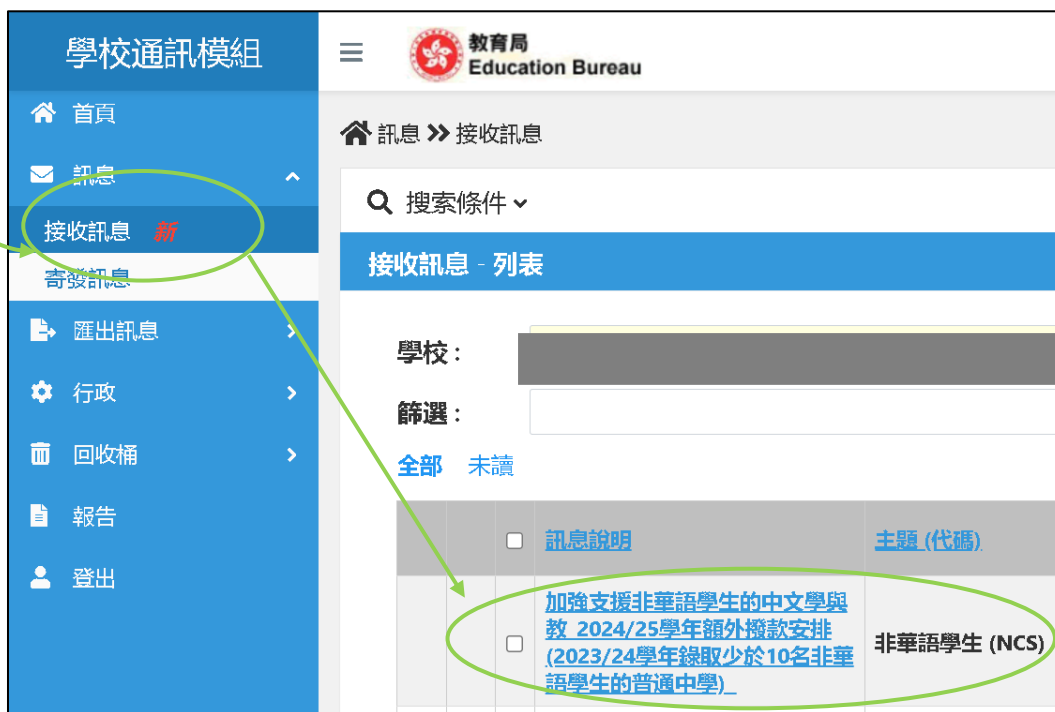 學校通訊模組
教育局
Education Bureau
首頁
訊息
接收訊息 新
寄發訊息
匯出訊息
行政
回收桶
報告
登出
訊息 接收訊息
搜索條件
接收訊息 - 列表
學校 :
篩選 :
全部 未讀
訊息說明 主題 (代碼)
加強支援非華語學生的中文學與
教_2024/25學年額外撥款安排
(2023/24學年錄取少於10名非華
語學生的普通中學)_
非華語學生 (NCS)